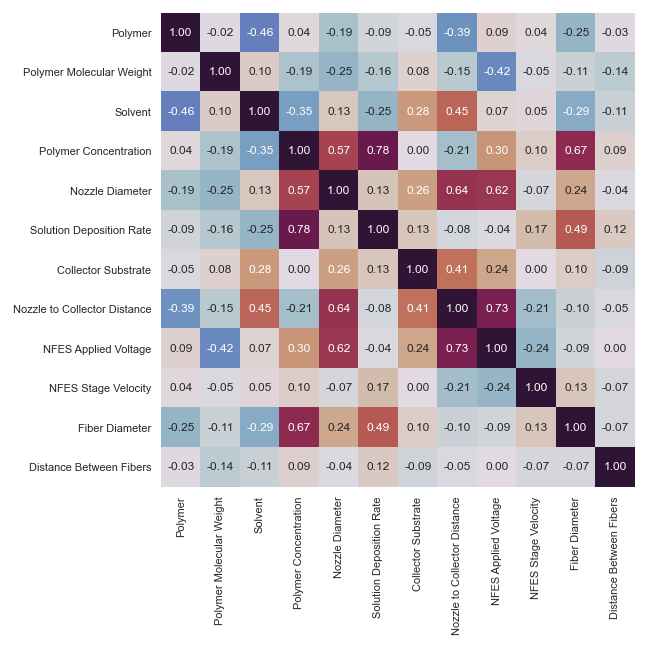 Polymer 1.00 -0.02 -0.46 0.04 -0.19 -0.09 -0.05 -0.39 0.09 0.04 -0.25 -0.03
Polymer Molecular Weight -0.02 1.00 0.10 -0.19 -0.25 -0.16 0.08 -0.15 -0.42 -0.05 -0.11 -0.14
Solvent -0.46 0.10 1.00 -0.35 0.13 -0.25 0.28 0.45 0.07 0.05 -0.29 -0.11
Polymer Concentration 0.04 -0.19 -0.35 1.00 0.57 0.78 0.00 -0.21 0.30 0.10 0.67 0.09
Nozzle Diameter -0.19 -0.25 0.13 0.57 1.00 0.13 0.26 0.64 0.62 -0.07 0.24 -0.04
Solution Deposition Rate -0.09 -0.16 -0.25 0.78 0.13 1.00 0.13 -0.08 -0.04 0.17 0.49 0.12
Collector Substrate -0.05 0.08 0.28 0.00 0.26 0.13 1.00 0.41 0.24 0.00 0.10 -0.09
Nozzle to Collector Distance -0.39 -0.15 0.45 -0.21 0.64 -0.08 0.41 1.00 0.73 -0.21 -0.10 -0.05
NFES Applied Voltage 0.09 -0.42 0.07 0.30 0.62 -0.04 0.24 0.73 1.00 -0.24 -0.09 0.00
NFES Stage Velocity 0.04 -0.05 0.05 0.10 -0.07 0.17 0.00 -0.21 -0.24 1.00 0.13 -0.07
Fiber Diameter -0.25 -0.11 -0.29 0.67 0.24 0.49 0.10 -0.10 -0.09 0.13 1.00 -0.07
Distance Between Fibers -0.03 -0.14 -0.11 0.09 -0.04 0.12 -0.09 -0.05 0.00 -0.07 -0.07 1.00
Polymer
Polymer Molecular Weight
Solvent
Polymer Concentration
Nozzle Diameter
Solution Deposition Rate
Collector Substrate
Nozzle to Collector Distance
NFES Applied Voltage
NFES Stage Velocity
Fiber Diameter
Distance Between Fibers